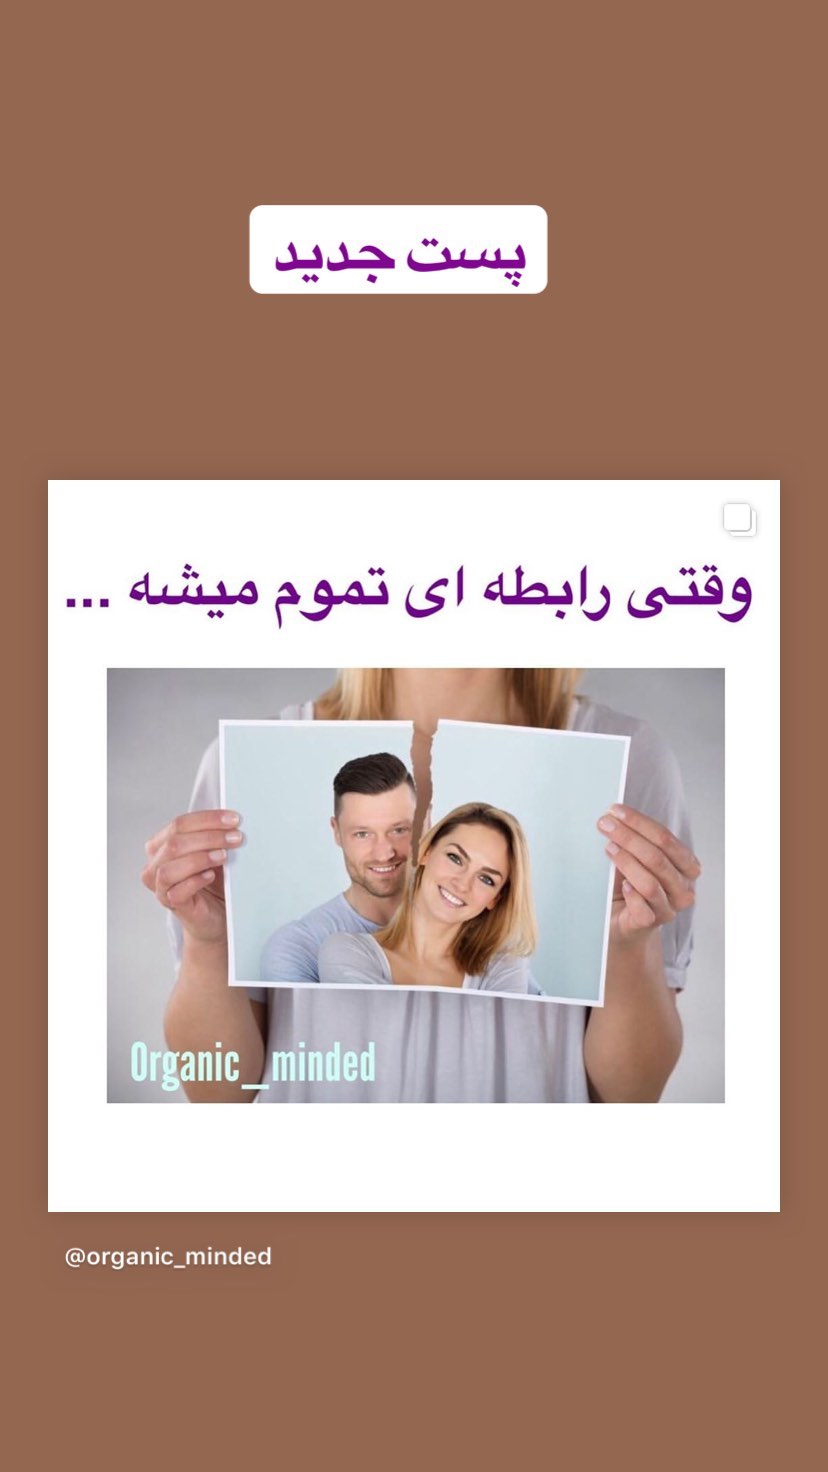 پست جدید
وقتی رابطه ای تموم میشه ...
Organic_minded
@organic_minded